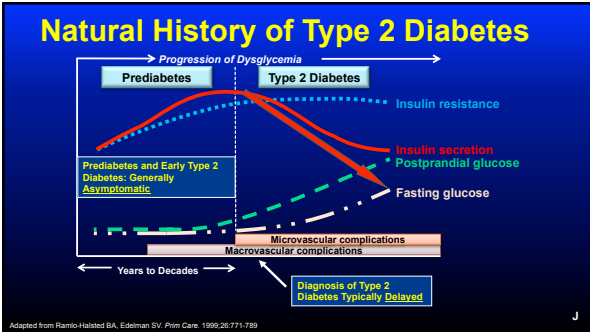 Natural History of Type 2 Diabetes
Progression of Dysglycemia
Prediabetes
Type 2 Diabetes
Insulin resistance
Insulin secretion
Postprandial glucose
Fasting glucose
Prediabetes and Early Type 2
Diabetes: Generally
Asymptomatic
Microvascular complications
Macrovascular complications
Years to Decades
Diagnosis of Type 2
Diabetes Typically Delayed
Adapted from Ramlo-Halsted BA, Edelman SV. Prim Care. 1999;26:771-789
J